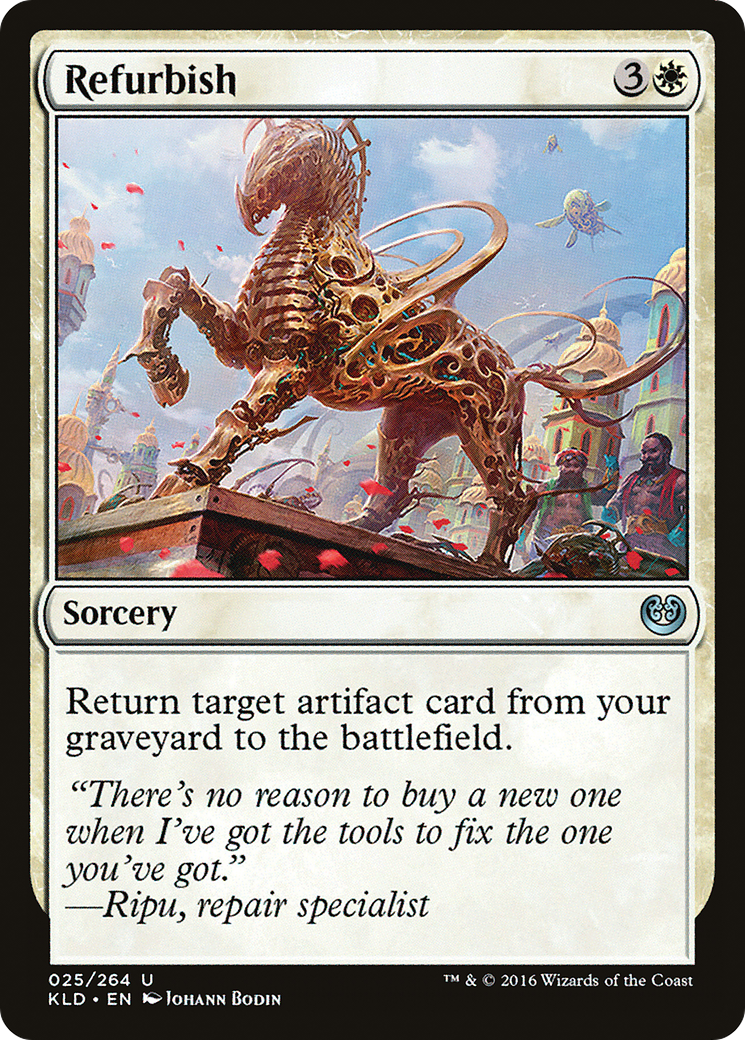 Refurbish 3
Sorcery
Return target artifact card from your
graveyard to the battlefield.
“There’s no reason to buy a new one
when I’ve got the tools to fix the one
you’ve got.”
—Ripu, repair specialist
025/264 U
KLD • EN Johann Bodin
™ & © 2016 Wizards of the Coast